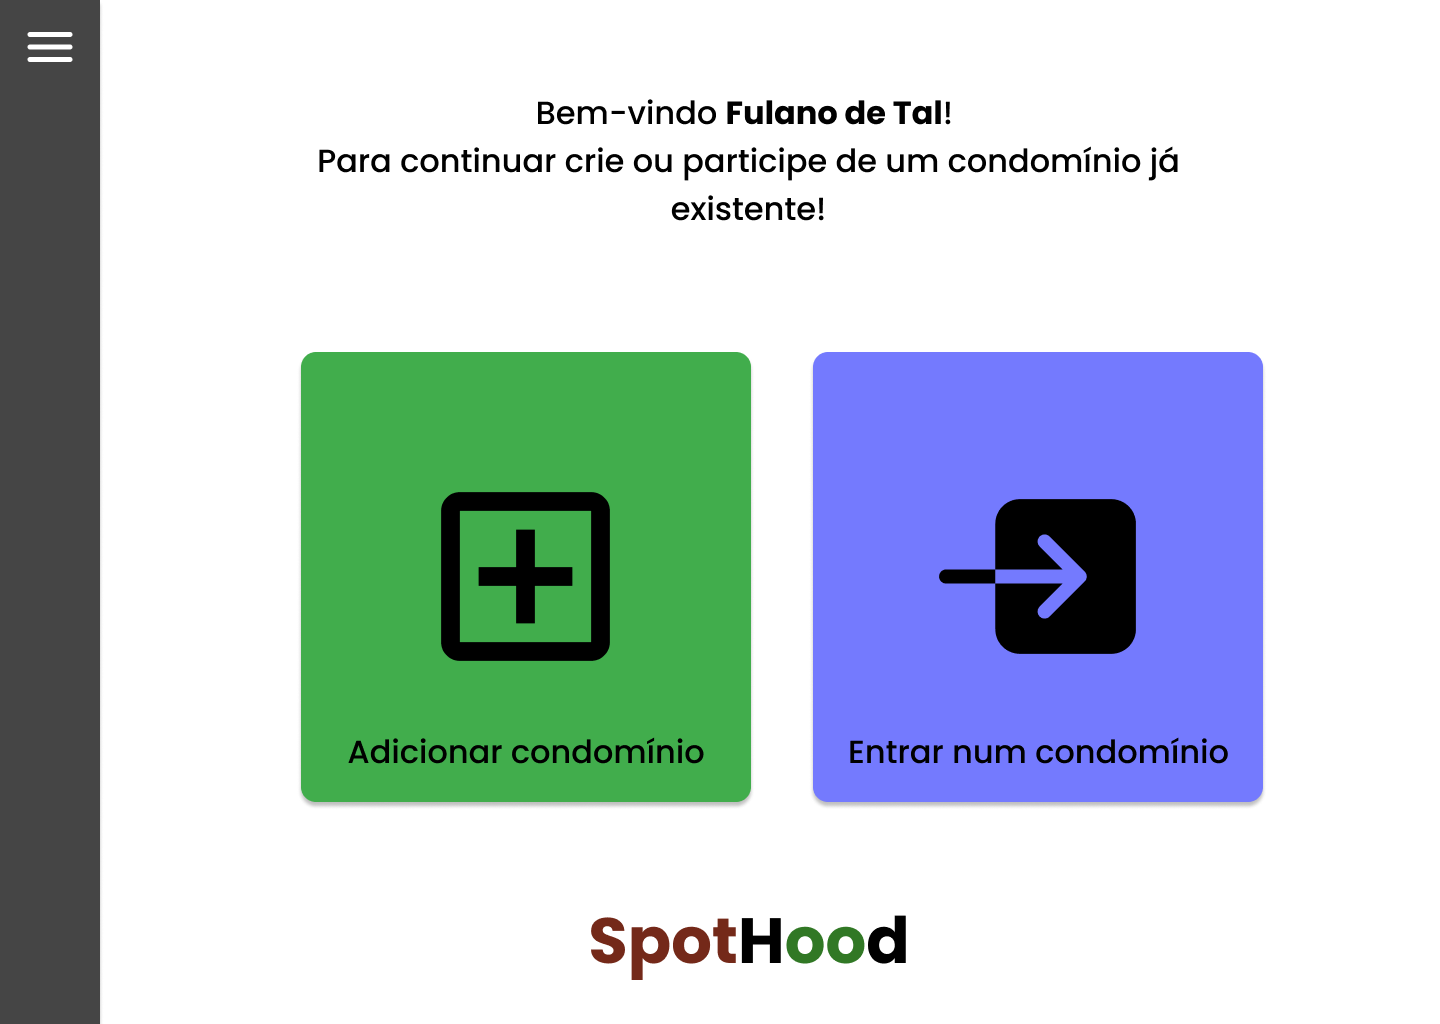 Bem-vindo Fulano de Tal!
Para continuar crie ou participe de um condomínio já
existente!
Adicionar condomínio
Entrar num condomínio
SpotHood